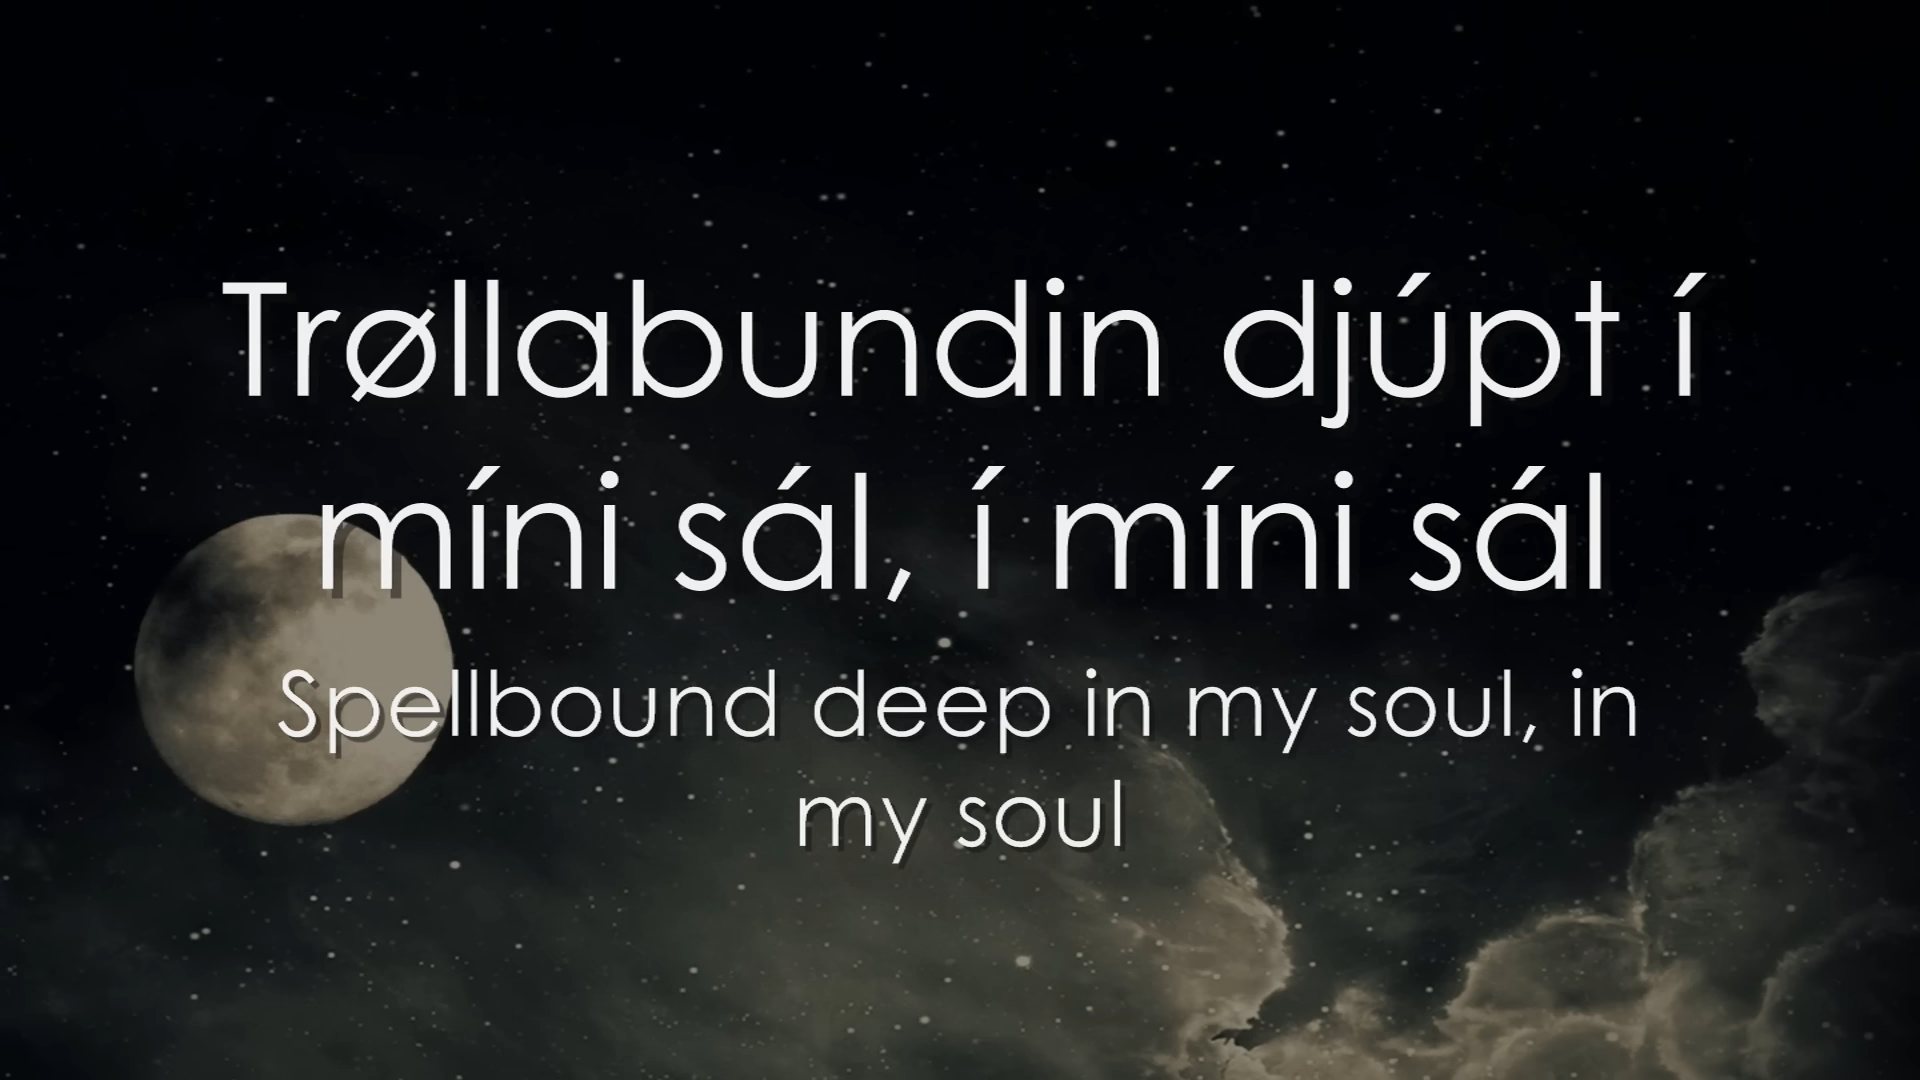 Trøllabundin djúpt í
míni sál, í míni sál
Spellbound deep in my soul, in
my soul